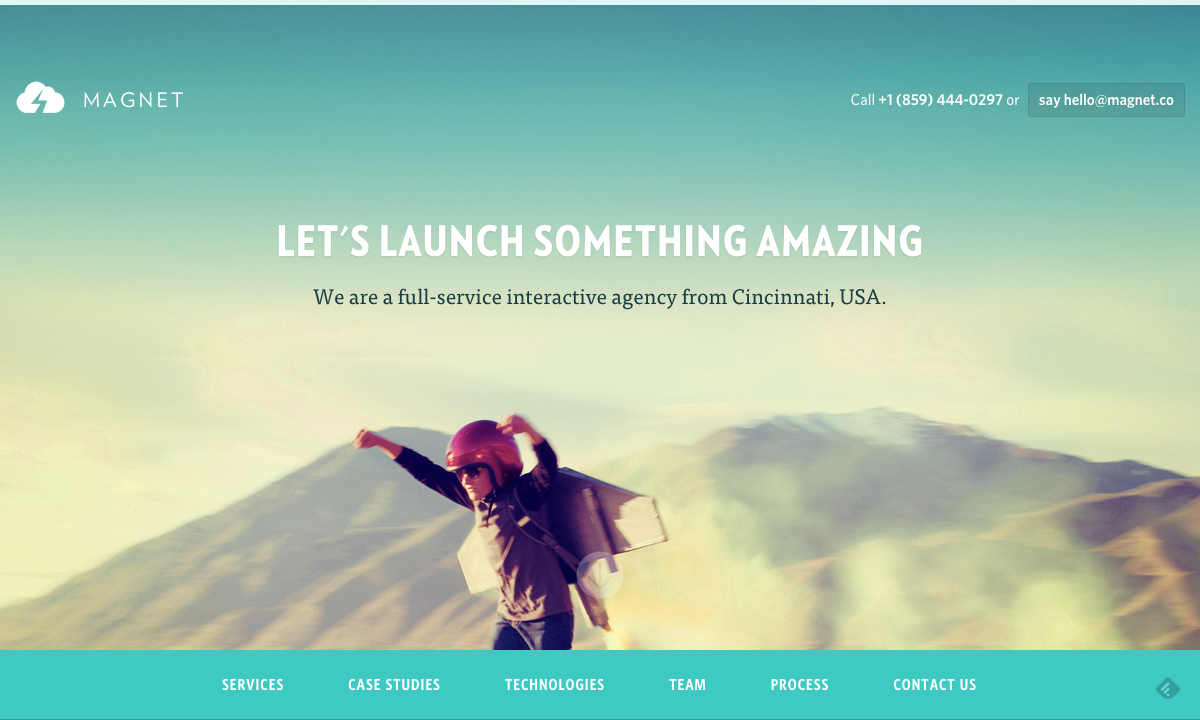 MAGNET
Call +1 (859) 444-0297 or say hello@magnet.co
LET'S LAUNCH SOMETHING AMAZING
We are a full-service interactive agency from Cincinnati, USA.
SERVICES CASE STUDIES TECHNOLOGIES TEAM PROCESS CONTACT US